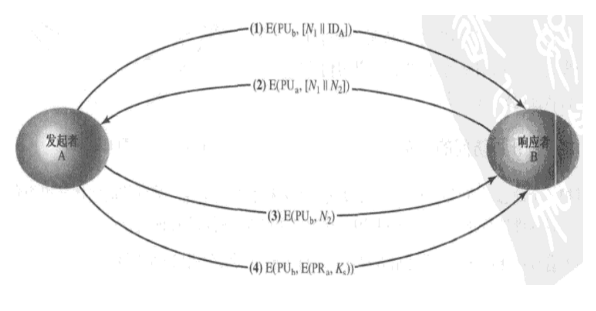 (1) E(PU_b, [N_1 || ID_A])
(2) E(PU_a, [N_1 || N_2])
发起者
A
响应者
B
(3) E(PU_b, N_2)
(4) E(PU_b, E(PR_a, K_s))